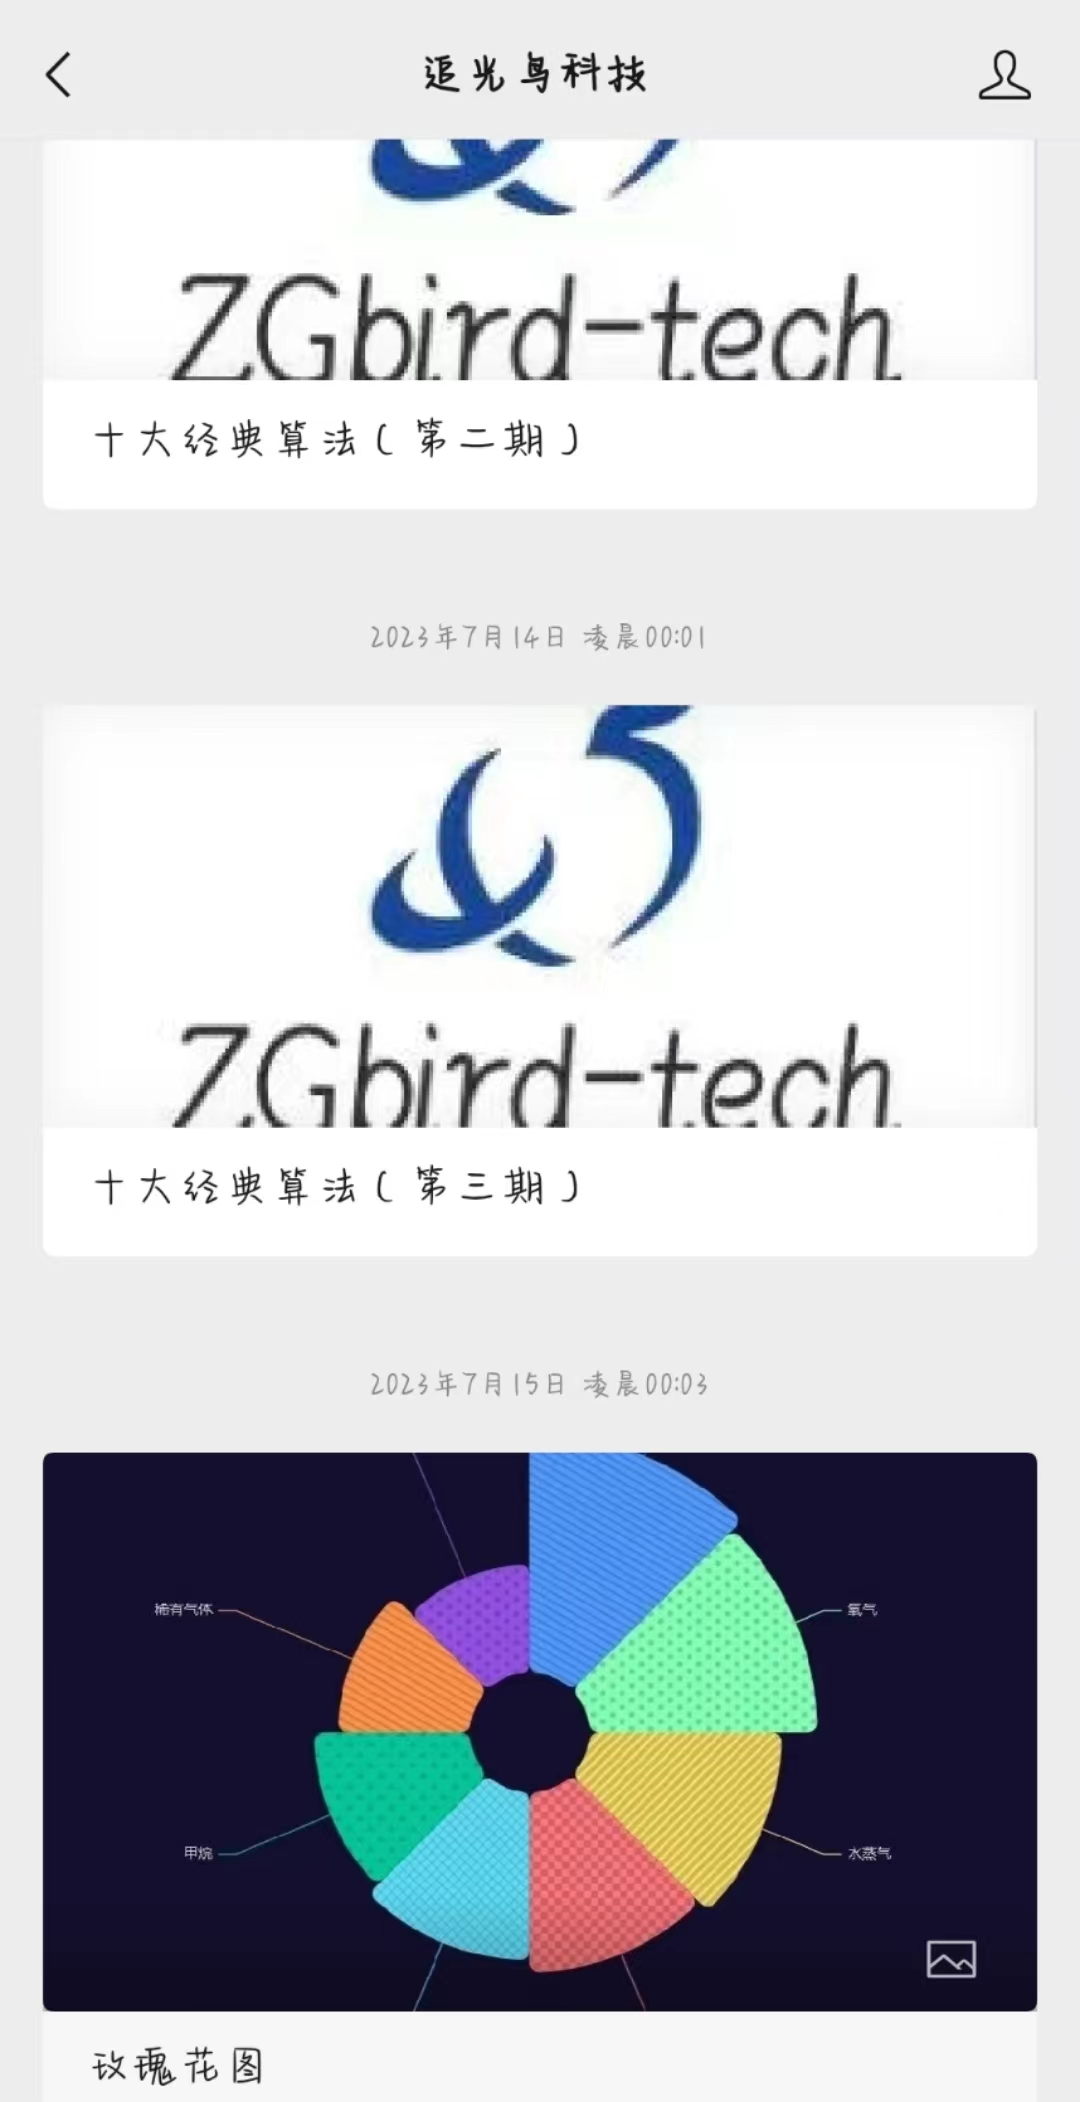 追光鸟科技
ZGbird-tech
十大经典算法(第二期)
2023年7月14日 凌晨00:01
ZGbird-tech
十大经典算法(第三期)
2023年7月15日 凌晨00:03
稀有气体
氧气
甲烷
水蒸气
玫瑰花图